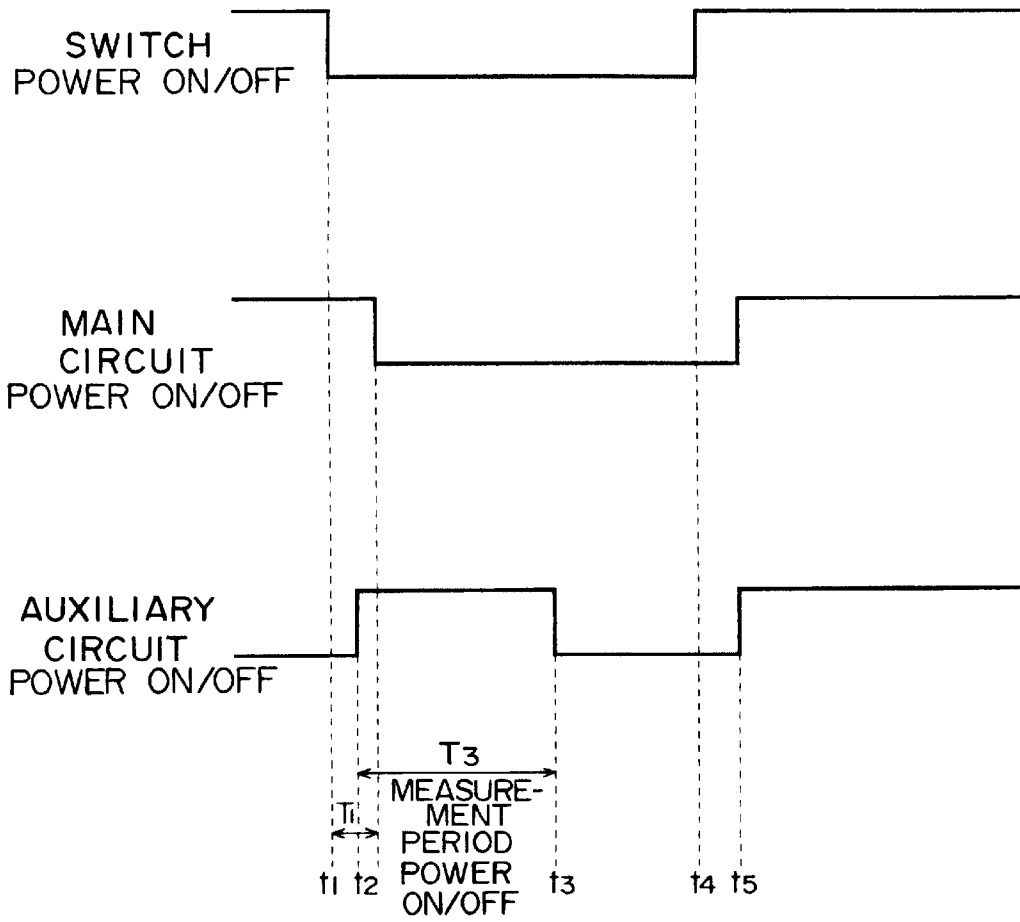 SWITCH
POWER ON/OFF
MAIN
CIRCUIT
POWER ON/OFF
AUXILIARY
CIRCUIT
POWER ON/OFF
T3
MEASURE-
MENT
PERIOD
POWER
ON/OFF
T1
t1 t2 t3 t4 t5